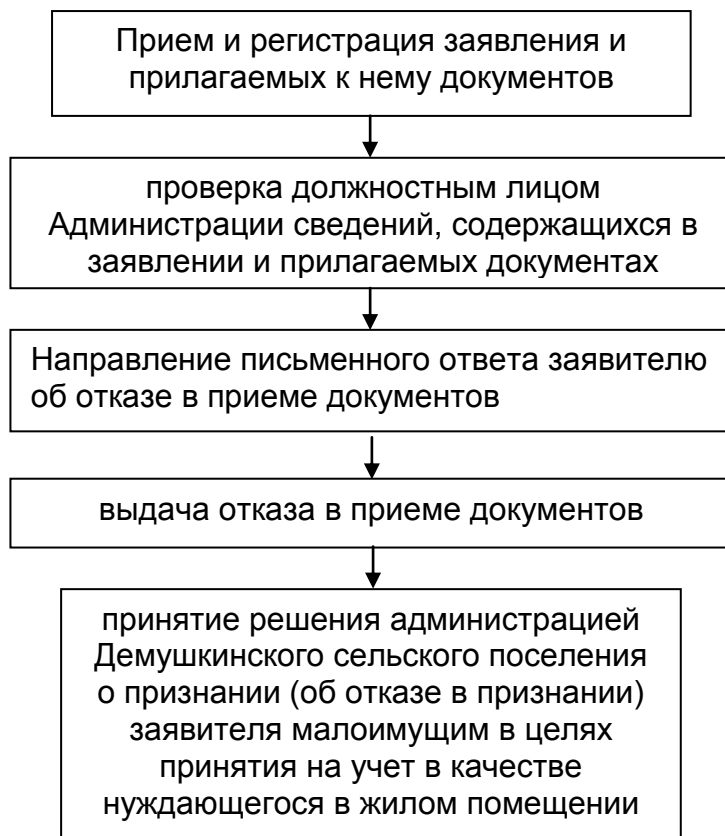 Прием и регистрация заявления и
прилагаемых к нему документов
проверка должностным лицом
Администрации сведений, содержащихся в
заявлении и прилагаемых документах
Направление письменного ответа заявителю
об отказе в приеме документов
выдача отказа в приеме документов
принятие решения администрацией
Демушкинского сельского поселения
о признании (об отказе в признании)
заявителя малоимущим в целях
принятия на учет в качестве
нуждающегося в жилом помещении